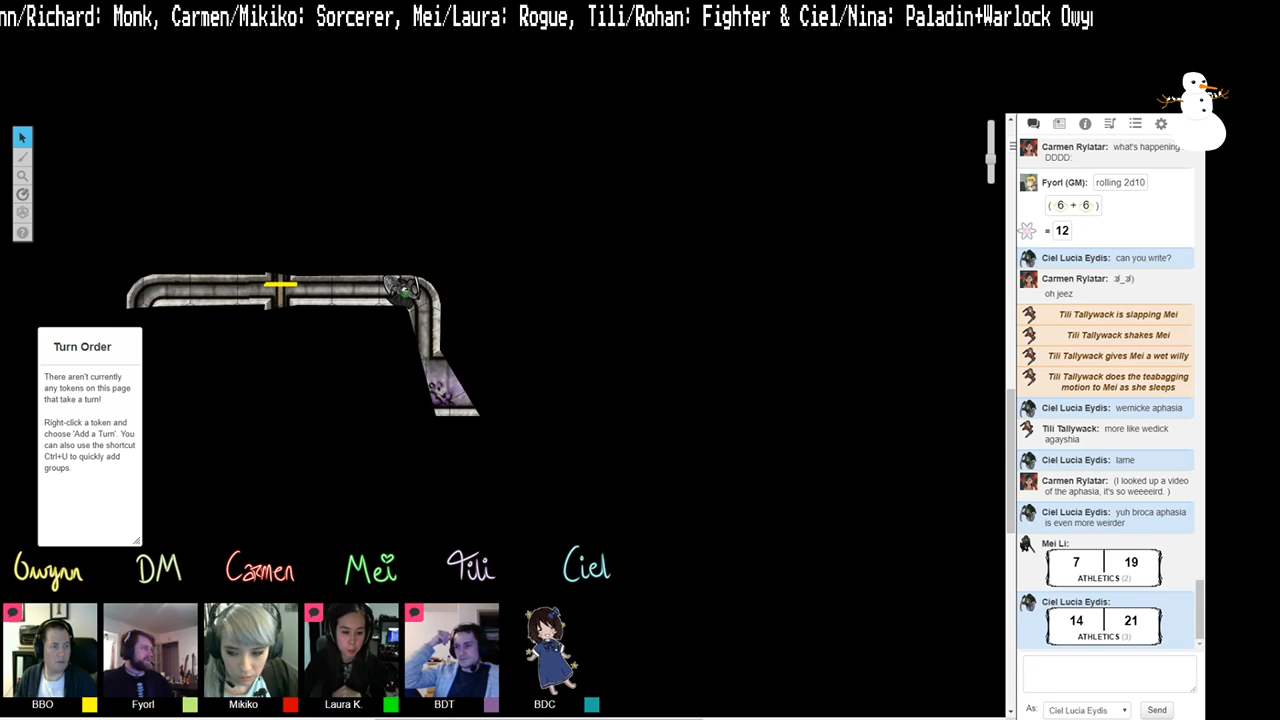 nn/Richard: Monk, Carmen/Mikiko: Sorcerer, Mei/Laura: Rogue, Tili/Rohan: Fighter & Ciel/Nina: Paladin+Warlock Owyn
Carmen Rylatar: what's happening?
DDDD:
Fyorl (GM): rolling 2d10
( 6 + 6 )
= 12
Ciel Lucia Eydis: can you write?
Carmen Rylatar: ಠ_ಠ)
oh jeez
Tili Tallywack is slapping Mei
Tili Tallywack shakes Mei
Tili Tallywack gives Mei a wet willy
Tili Tallywack does the teabagging
motion to Mei as she sleeps
Ciel Lucia Eydis: wernicke aphasia
Tili Tallywack: more like wedick
agayshia
Ciel Lucia Eydis: lame
Carmen Rylatar: (I looked up a video
of the aphasia, it's so weeeeird. )
Ciel Lucia Eydis: yuh broca aphasia
is even more weirder
Mei Li:
7 19
ATHLETICS (2)
Ciel Lucia Eydis:
14 21
ATHLETICS (3)
As: Ciel Lucia Eydis Send
Turn Order
There aren't currently
any tokens on this page
that take a turn!
Right-click a token and
choose 'Add a Turn'. You
can also use the shortcut
Ctrl+U to quickly add
groups.
Owynn DM Carmen Mei Tili Ciel
BBO Fyorl Mikiko Laura K. BDT BDC